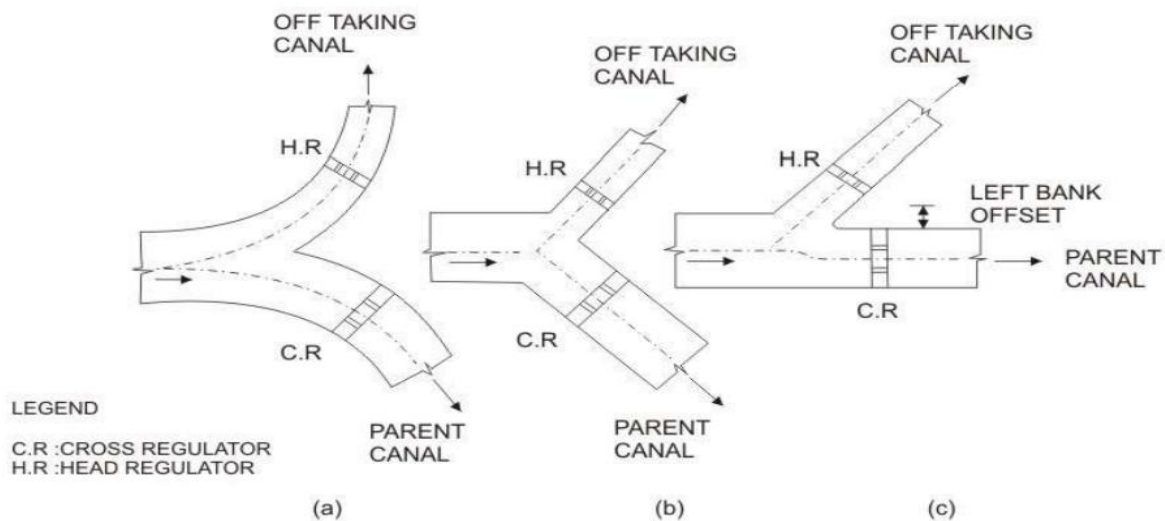 OFF TAKING
CANAL
H.R
C.R
PARENT
CANAL
(a)
OFF TAKING
CANAL
H.R
C.R
PARENT
CANAL
(b)
OFF TAKING
CANAL
H.R
LEFT BANK
OFFSET
PARENT
CANAL
C.R
(c)
LEGEND
C.R :CROSS REGULATOR
H.R :HEAD REGULATOR